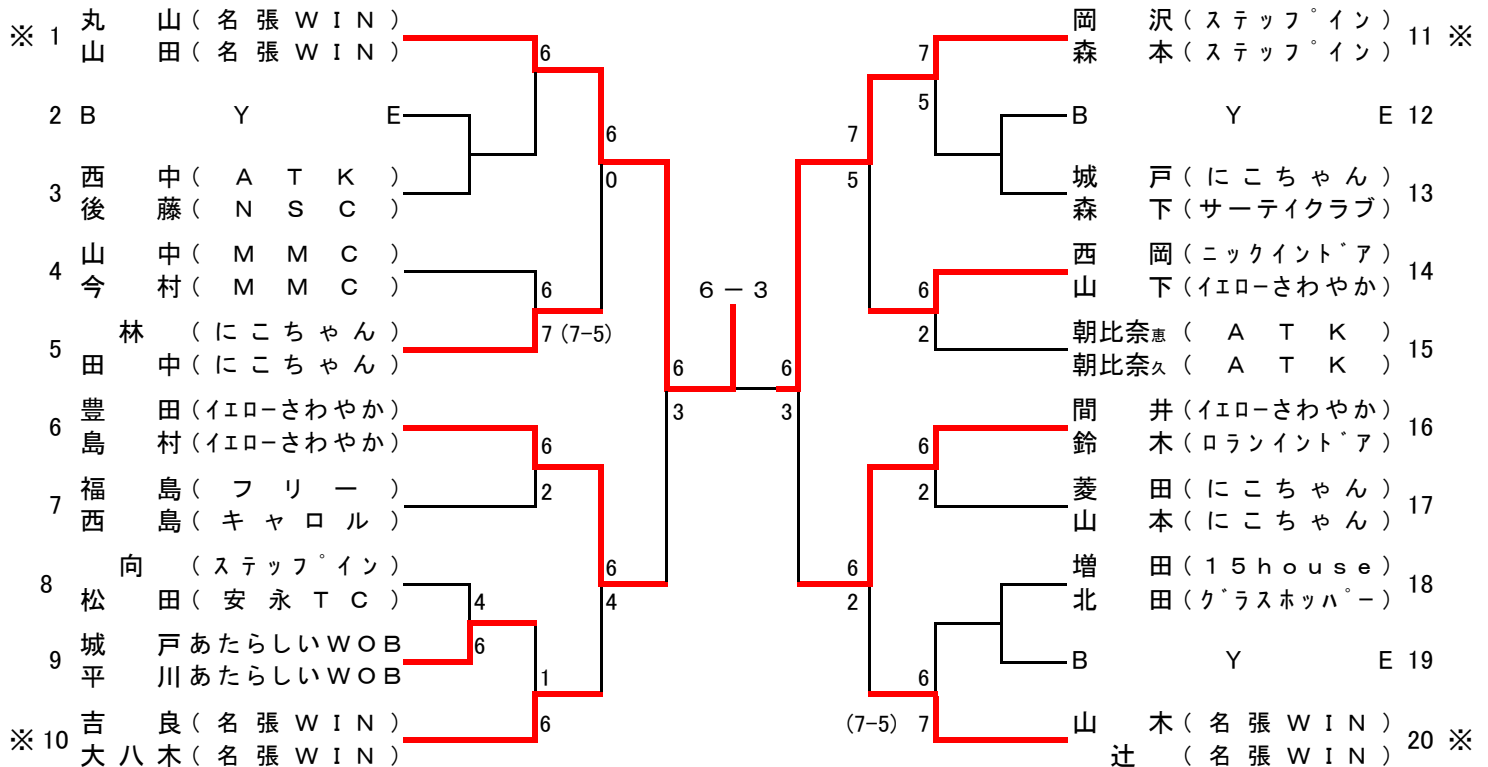 ※ 1 丸山(名張WIN)
山田(名張WIN)
2 BYE
3 西中(ATK)
後藤(NSC)
4 山中(MMC)
今村(MMC)
5 林(にこちゃん)
田中(にこちゃん)
6 豊田(イエローさわやか)
島村(イエローさわやか)
7 福島(フリー)
西島(キャロル)
8 向(ステップイン)
松田(安永TC)
9 城戸あたらしいWOB
平川あたらしいWOB
※ 10 吉良(名張WIN)
大八木(名張WIN)
6
6
0
6
7 (7-5)
6
3
6
2
6
4
4
6
1
6
6-3
7
5
7
5
6
2
6
3
6
2
6
2
6
(7-5) 7
岡沢(ステップイン) 11 ※
森本(ステップイン)
BYE 12
城戸(にこちゃん) 13
森下(サーテイクラブ)
西岡(ニックインドア) 14
山下(イエローさわやか)
朝比奈恵(ATK) 15
朝比奈久(ATK)
間井(イエローさわやか) 16
鈴木(ロランインドア)
菱田(にこちゃん) 17
山本(にこちゃん)
増田(15house) 18
北田(グラスホッパー)
BYE 19
山木(名張WIN) 20 ※
辻(名張WIN)